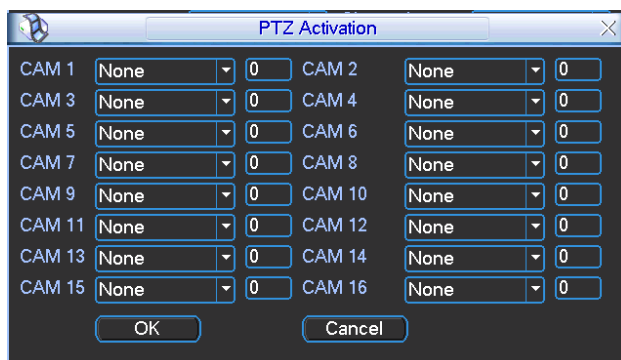 PTZ Activation
CAM 1 None 0 CAM 2 None 0
CAM 3 None 0 CAM 4 None 0
CAM 5 None 0 CAM 6 None 0
CAM 7 None 0 CAM 8 None 0
CAM 9 None 0 CAM 10 None 0
CAM 11 None 0 CAM 12 None 0
CAM 13 None 0 CAM 14 None 0
CAM 15 None 0 CAM 16 None 0
OK Cancel